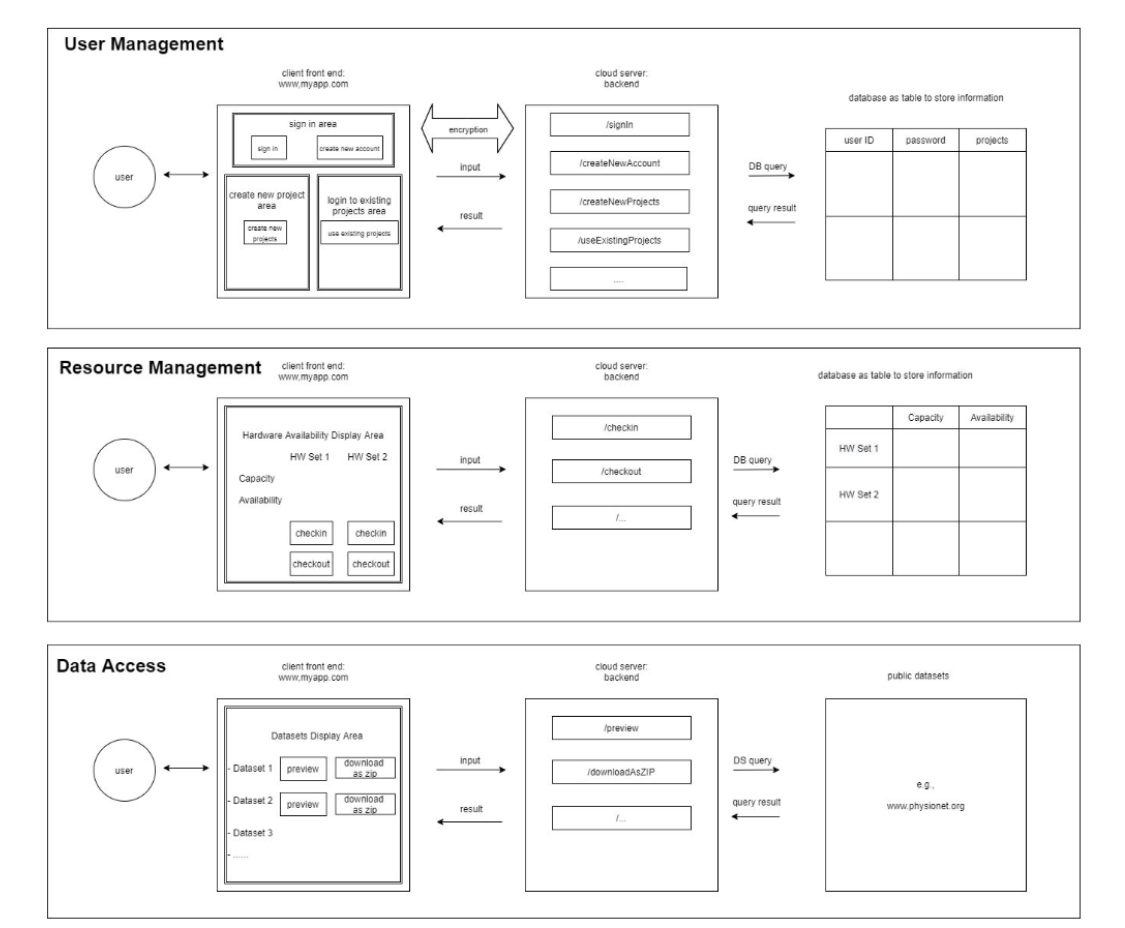 User Management
client front end:
www,myapp.com
cloud server:
backend
database as table to store information
sign in area
sign in
create new account
encryption
/signIn
user ID
password
projects
user
input
/createNewAccount
DB query
create new project
area
login to existing
projects area
result
/createNewProjects
query result
create new
projects
use existing projects
/useExistingProjects
....
Resource Management
client front end:
www,myapp.com
cloud server:
backend
database as table to store information
Hardware Availability Display Area
HW Set 1
HW Set 2
Capacity
Availability
checkin
checkin
checkout
checkout
user
input
result
/checkin
/checkout
/...
DB query
query result
Capacity
Availability
HW Set 1
HW Set 2
Data Access
client front end:
www,myapp.com
cloud server:
backend
public datasets
Datasets Display Area
- Dataset 1
preview
download
as zip
- Dataset 2
preview
download
as zip
- Dataset 3
- ......
user
input
result
/preview
/downloadAsZIP
/...
DS query
query result
e.g.,
www.physionet.org